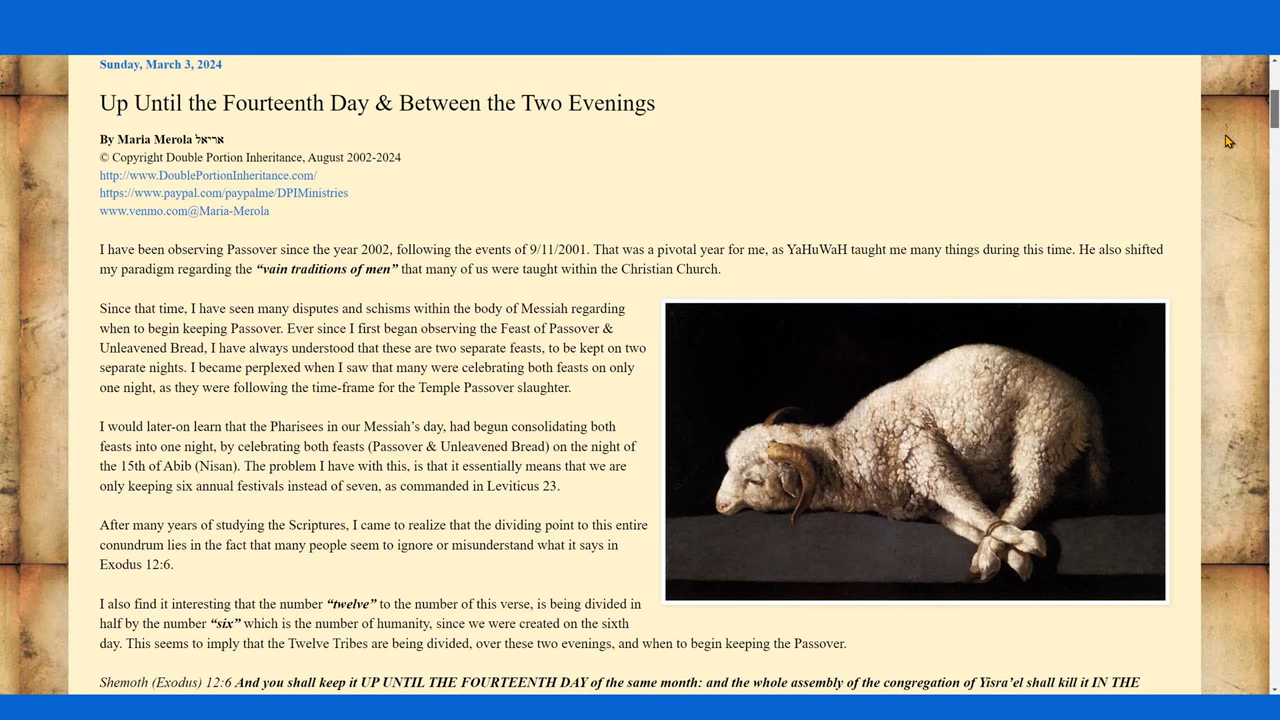 Sunday, March 3, 2024
Up Until the Fourteenth Day & Between the Two Evenings
By Maria Merola אריאל
© Copyright Double Portion Inheritance, August 2002-2024
http://www.DoublePortionInheritance.com/
https://www.paypal.com/paypalme/DPIMinistries
www.venmo.com@Maria-Merola
I have been observing Passover since the year 2002, following the events of 9/11/2001. That was a pivotal year for me, as YaHuWaH taught me many things during this time. He also shifted
my paradigm regarding the “vain traditions of men” that many of us were taught within the Christian Church.
Since that time, I have seen many disputes and schisms within the body of Messiah regarding
when to begin keeping Passover. Ever since I first began observing the Feast of Passover &
Unleavened Bread, I have always understood that these are two separate feasts, to be kept on two
separate nights. I became perplexed when I saw that many were celebrating both feasts on only
one night, as they were following the time-frame for the Temple Passover slaughter.
I would later-on learn that the Pharisees in our Messiah’s day, had begun consolidating both
feasts into one night, by celebrating both feasts (Passover & Unleavened Bread) on the night of
the 15th of Abib (Nisan). The problem I have with this, is that it essentially means that we are
only keeping six annual festivals instead of seven, as commanded in Leviticus 23.
After many years of studying the Scriptures, I came to realize that the dividing point to this entire
conundrum lies in the fact that many people seem to ignore or misunderstand what it says in
Exodus 12:6.
I also find it interesting that the number “twelve” to the number of this verse, is being divided in
half by the number “six” which is the number of humanity, since we were created on the sixth
day. This seems to imply that the Twelve Tribes are being divided, over these two evenings, and when to begin keeping the Passover.
Shemoth (Exodus) 12:6 And you shall keep it UP UNTIL THE FOURTEENTH DAY of the same month: and the whole assembly of the congregation of Yisra’el shall kill it IN THE